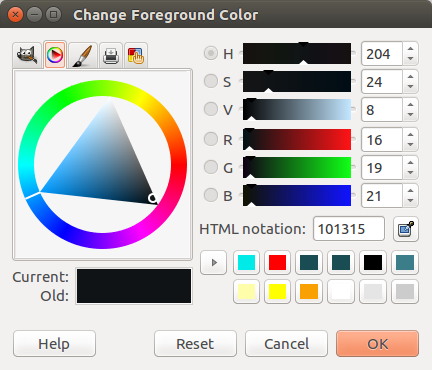 Change Foreground Color
H 204
S 24
V 8
R 16
G 19
B 21
HTML notation: 101315
Current:
Old:
Help Reset Cancel OK